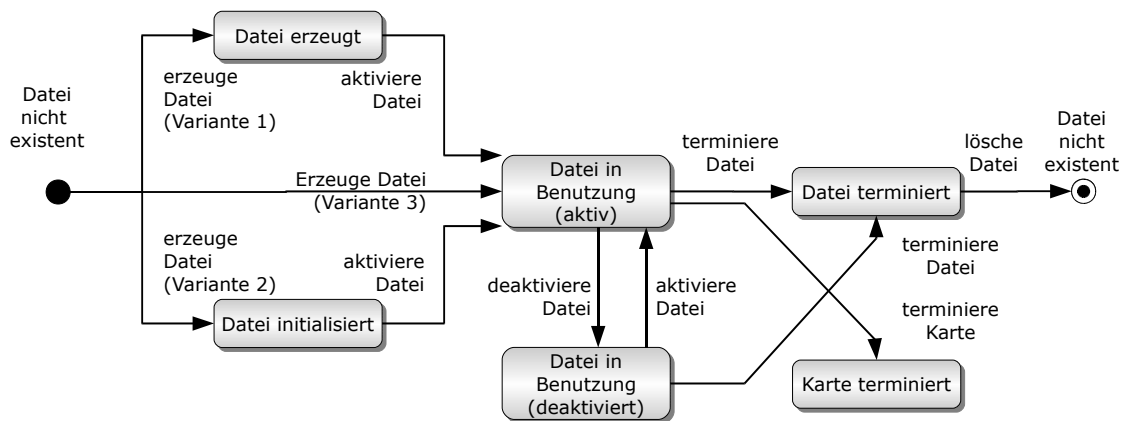 Datei
nicht
existent
Datei erzeugt
erzeuge
Datei
(Variante 1)
aktiviere
Datei
Erzeuge Datei
(Variante 3)
erzeuge
Datei
(Variante 2)
aktiviere
Datei
Datei initialisiert
Datei in
Benutzung
(aktiv)
deaktiviere
Datei
aktiviere
Datei
Datei in
Benutzung
(deaktiviert)
terminiere
Datei
Datei terminiert
lösche
Datei
Datei
nicht
existent
terminiere
Datei
terminiere
Karte
Karte terminiert